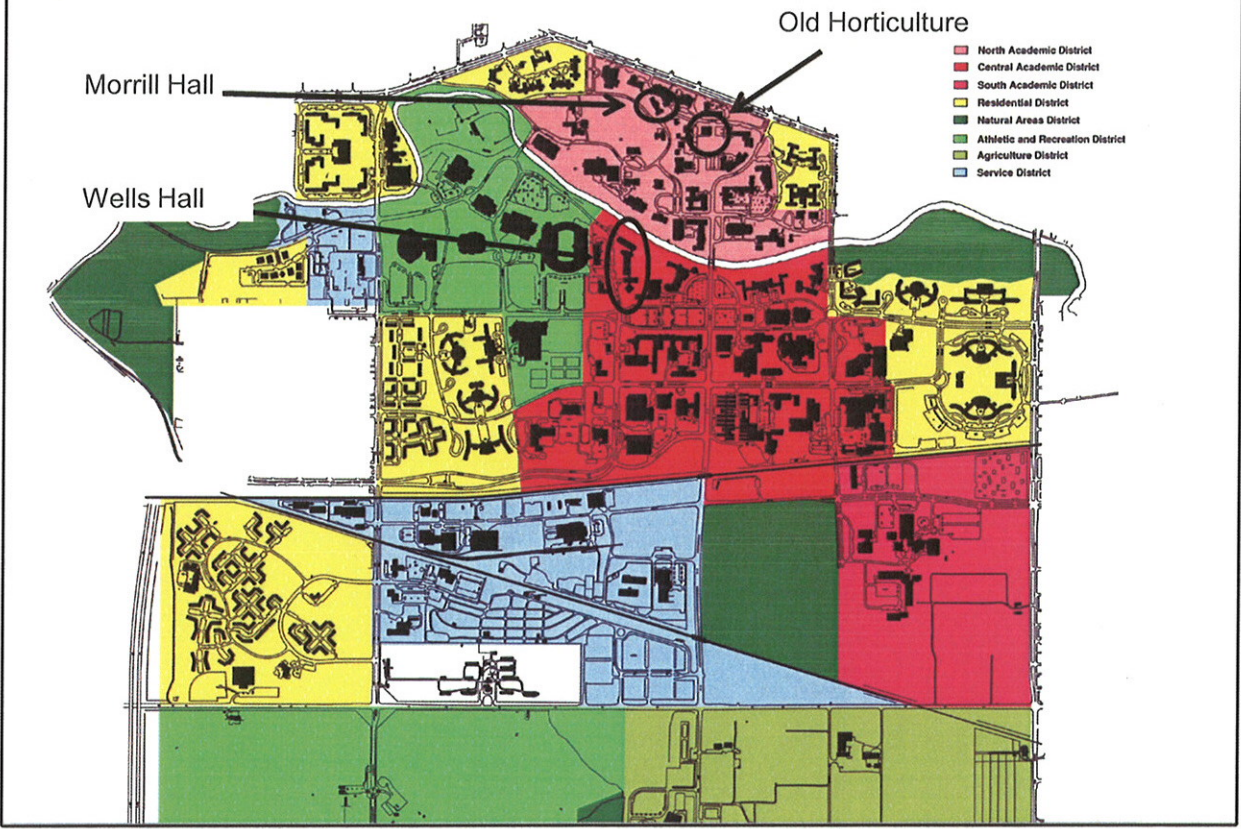 Old Horticulture
Morrill Hall
Wells Hall
North Academic District
Central Academic District
South Academic District
Residential District
Natural Areas District
Athletic and Recreation District
Agriculture District
Service District